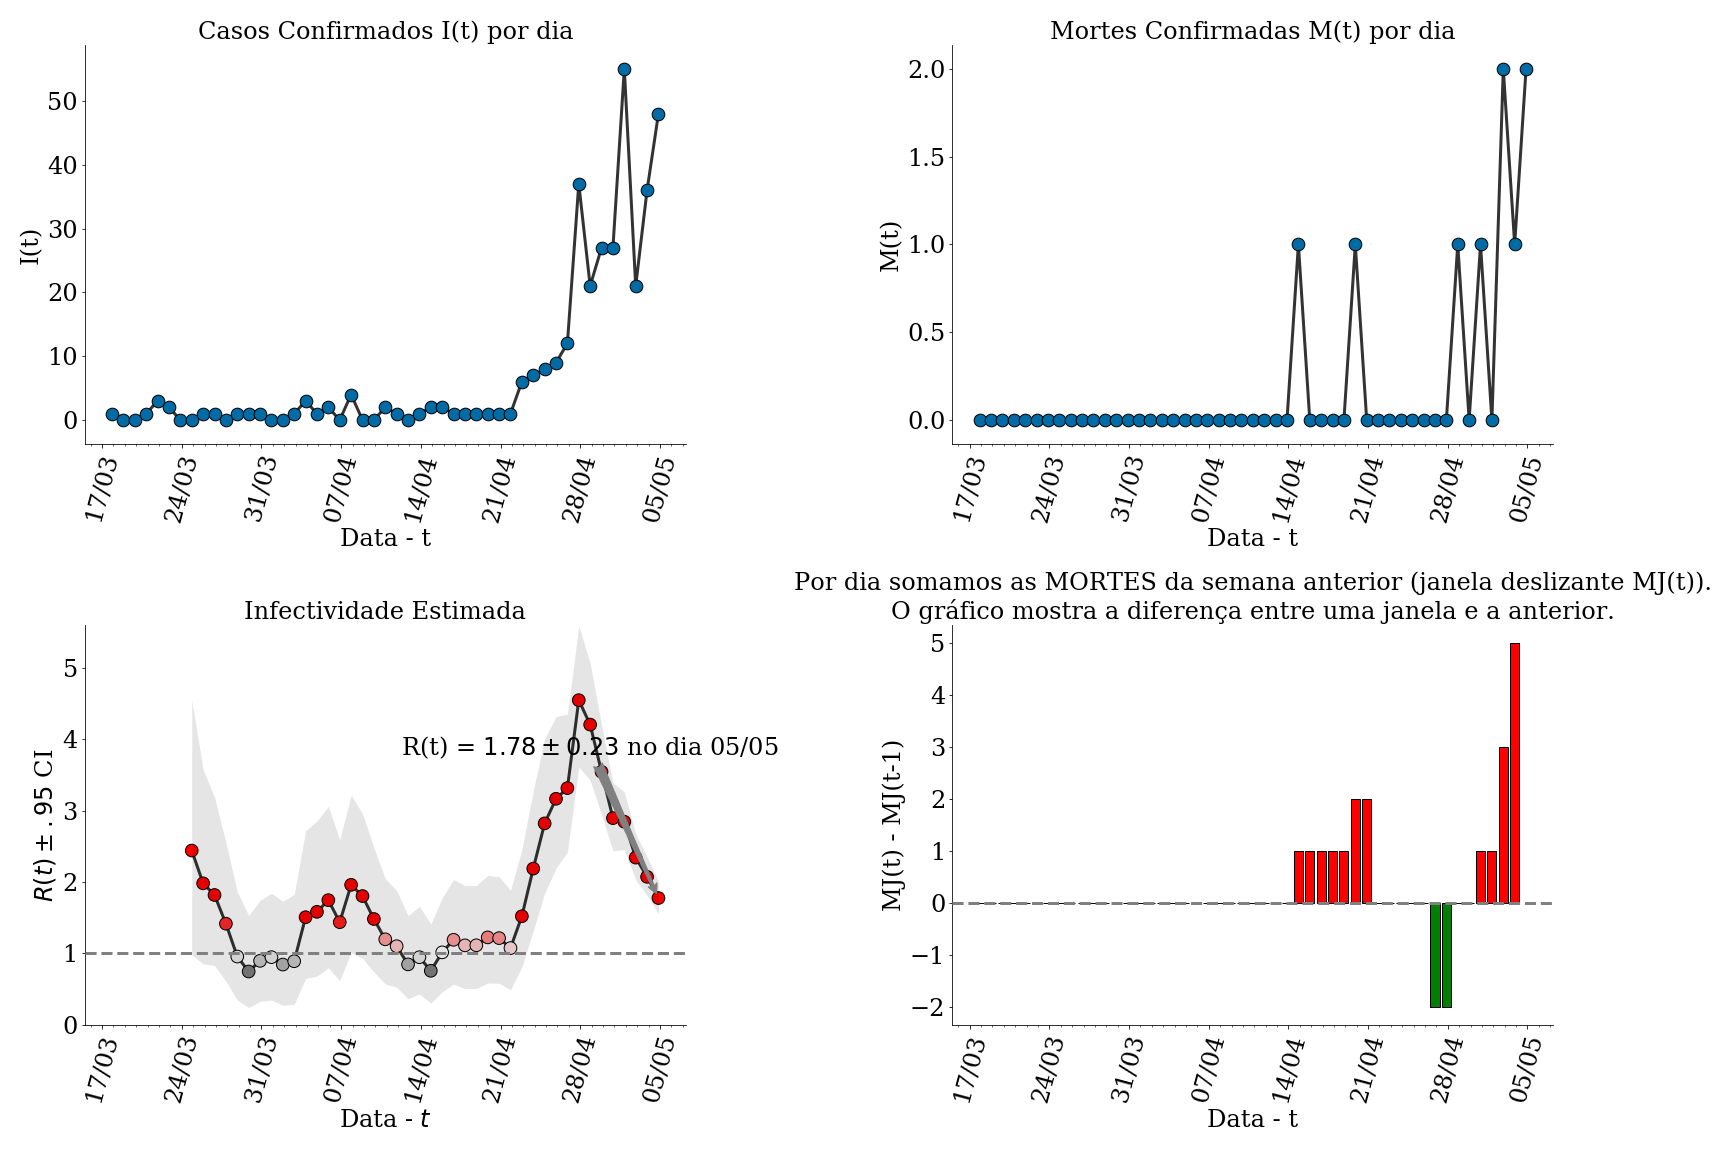 Casos Confirmados I(t) por dia
I(t)
50
40
30
20
10
0
17/03 24/03 31/03 07/04 14/04 21/04 28/04 05/05
Data - t
Mortes Confirmadas M(t) por dia
M(t)
2.0
1.5
1.0
0.5
0.0
17/03 24/03 31/03 07/04 14/04 21/04 28/04 05/05
Data - t
Infectividade Estimada
R(t) ± .95 CI
5
4
3
2
1
0
R(t) = 1.78 ± 0.23 no dia 05/05
17/03 24/03 31/03 07/04 14/04 21/04 28/04 05/05
Data - t
Por dia somamos as MORTES da semana anterior (janela deslizante MJ(t)).
O gráfico mostra a diferença entre uma janela e a anterior.
MJ(t) - MJ(t-1)
5
4
3
2
1
0
−1
−2
17/03 24/03 31/03 07/04 14/04 21/04 28/04 05/05
Data - t